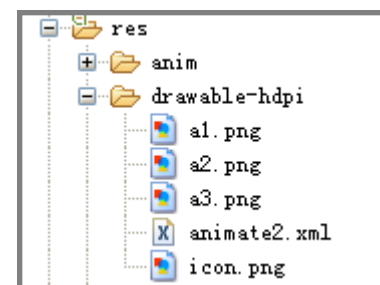 res
anim
drawable-hdpi
a1.png
a2.png
a3.png
animate2.xml
icon.png